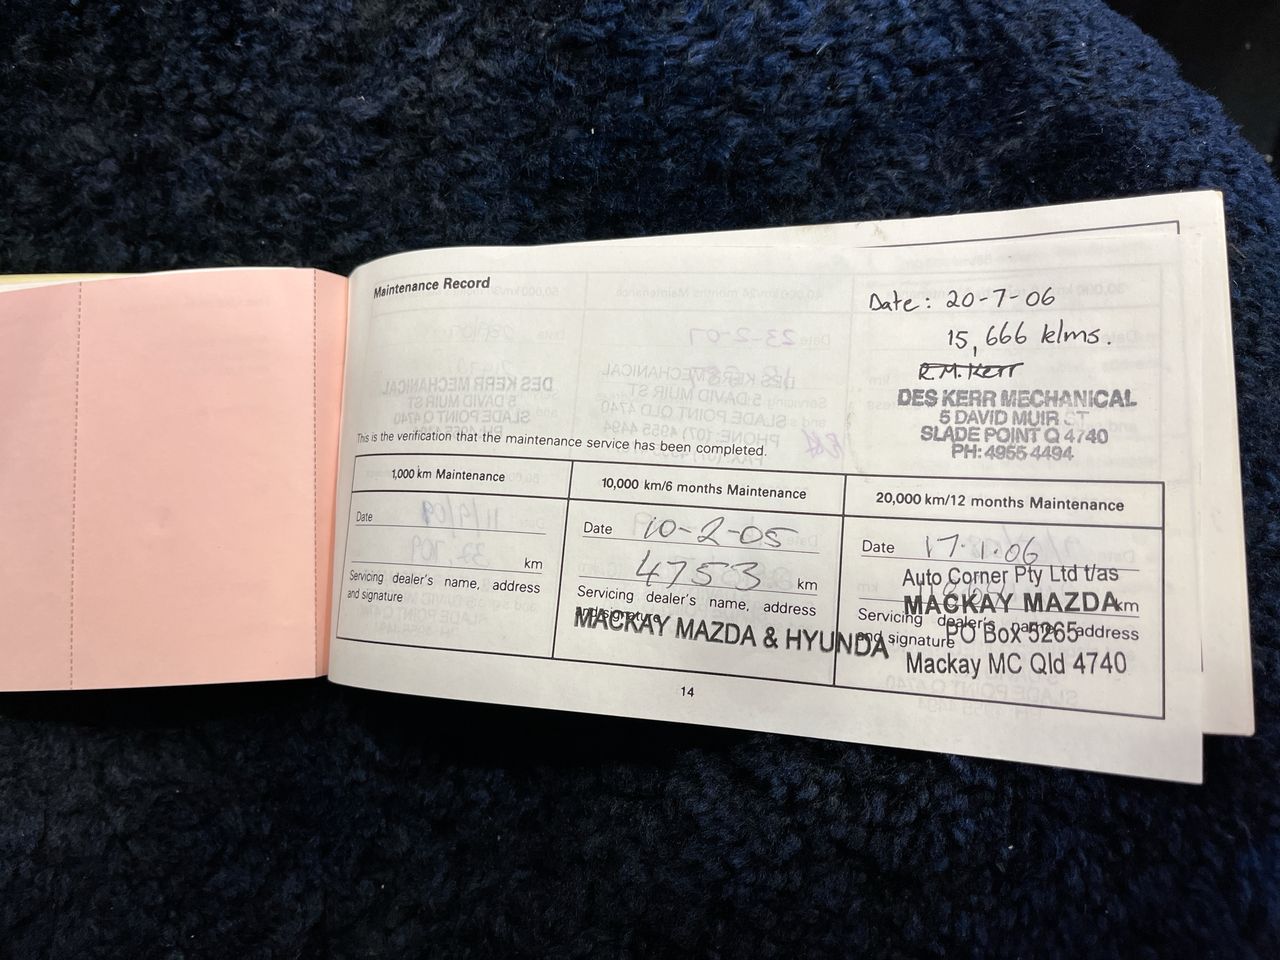 Maintenance Record
Date: 20-7-06
15,666 klms.
R.M. Kerr
DES KERR MECHANICAL
5 DAVID MUIR ST
SLADE POINT Q 4740
PH: 4955 4494
This is the verification that the maintenance service has been completed.
1,000 km Maintenance
Date
km
Servicing dealer's name, address
and signature
10,000 km/6 months Maintenance
Date 10-2-05
4753 km
Servicing dealer's name, address
and signature
MACKAY MAZDA & HYUNDA
20,000 km/12 months Maintenance
Date 17.1.06
Auto Corner Pty Ltd t/as
MACKAY MAZDA
km
Servicing dealer's name, address
and signature
PO Box 5265
Mackay MC Qld 4740
14